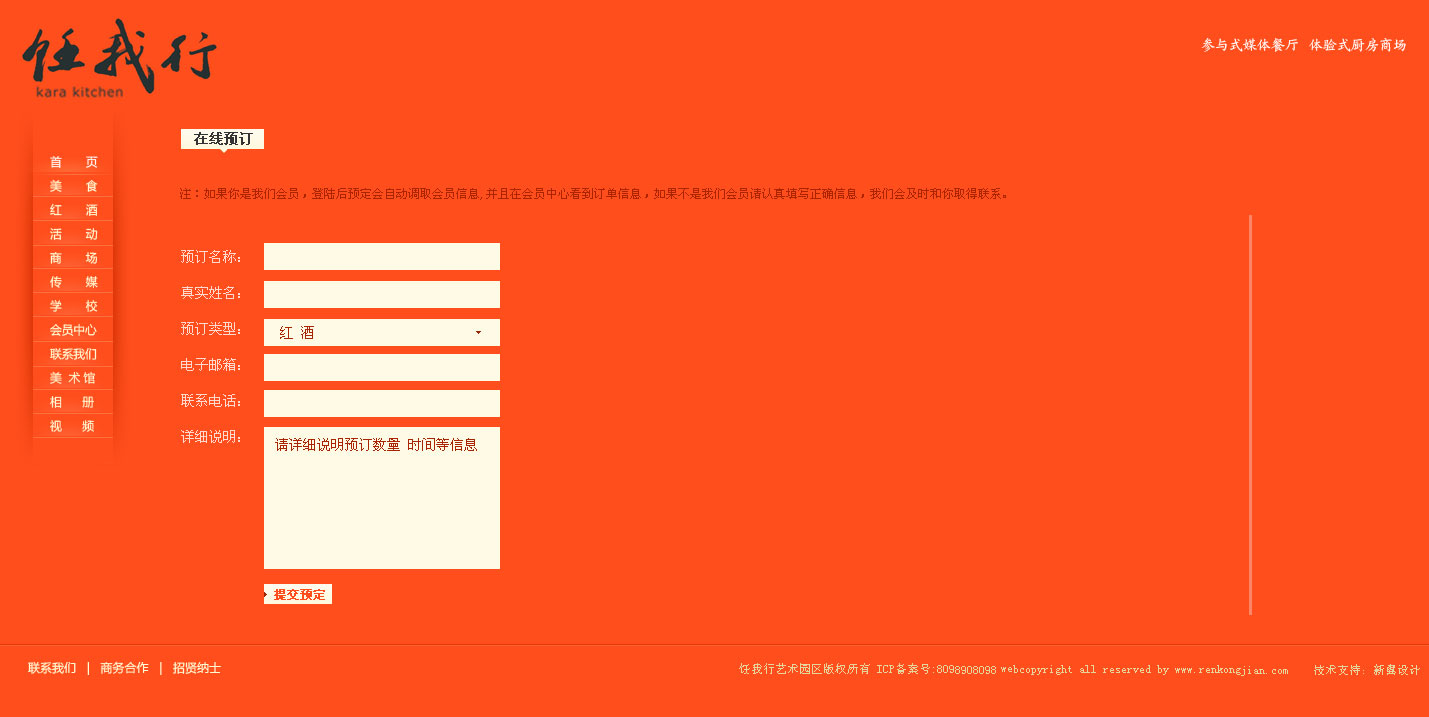 饪我行
kara kitchen
参与式媒体餐厅 体验式厨房商场
首 页
美 食
红 酒
活 动
商 场
传 媒
学 校
会员中心
联系我们
美 术 馆
相 册
视 频
在线预订
注：如果你是我们会员，登陆后预定会自动调取会员信息,并且在会员中心看到订单信息，如果不是我们会员请认真填写正确信息，我们会及时和你取得联系。
预订名称：
真实姓名：
预订类型： 红 酒
电子邮箱：
联系电话：
详细说明： 请详细说明预订数量 时间等信息
提交预定
联系我们 | 商务合作 | 招贤纳士
饪我行艺术园区版权所有 ICP备案号:8098908098 webcopyright all reserved by www.renkongjian.com 技术支持：新 设计